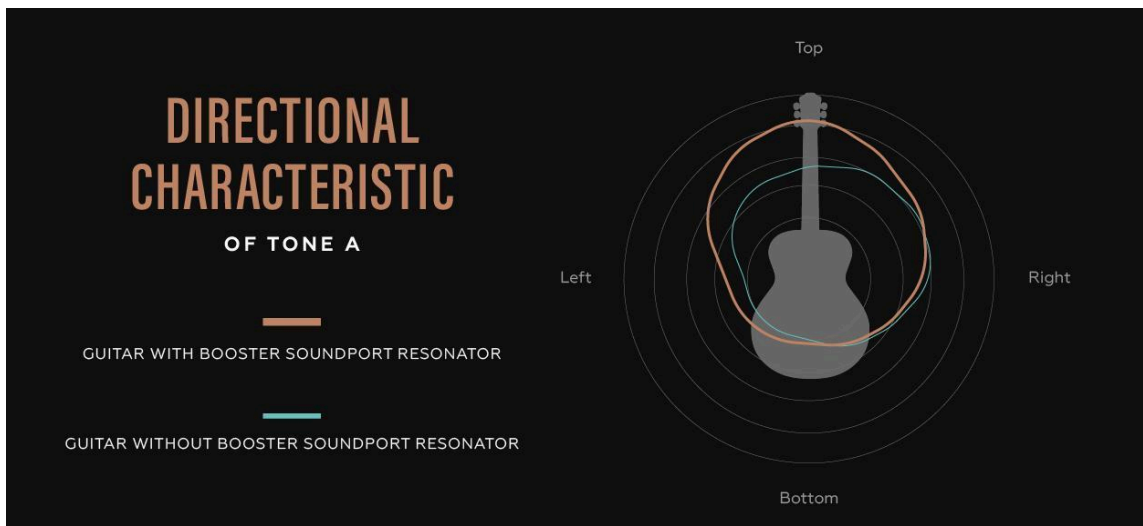 DIRECTIONAL
CHARACTERISTIC
OF TONE A
GUITAR WITH BOOSTER SOUNDPORT RESONATOR
GUITAR WITHOUT BOOSTER SOUNDPORT RESONATOR
Top
Left
Right
Bottom